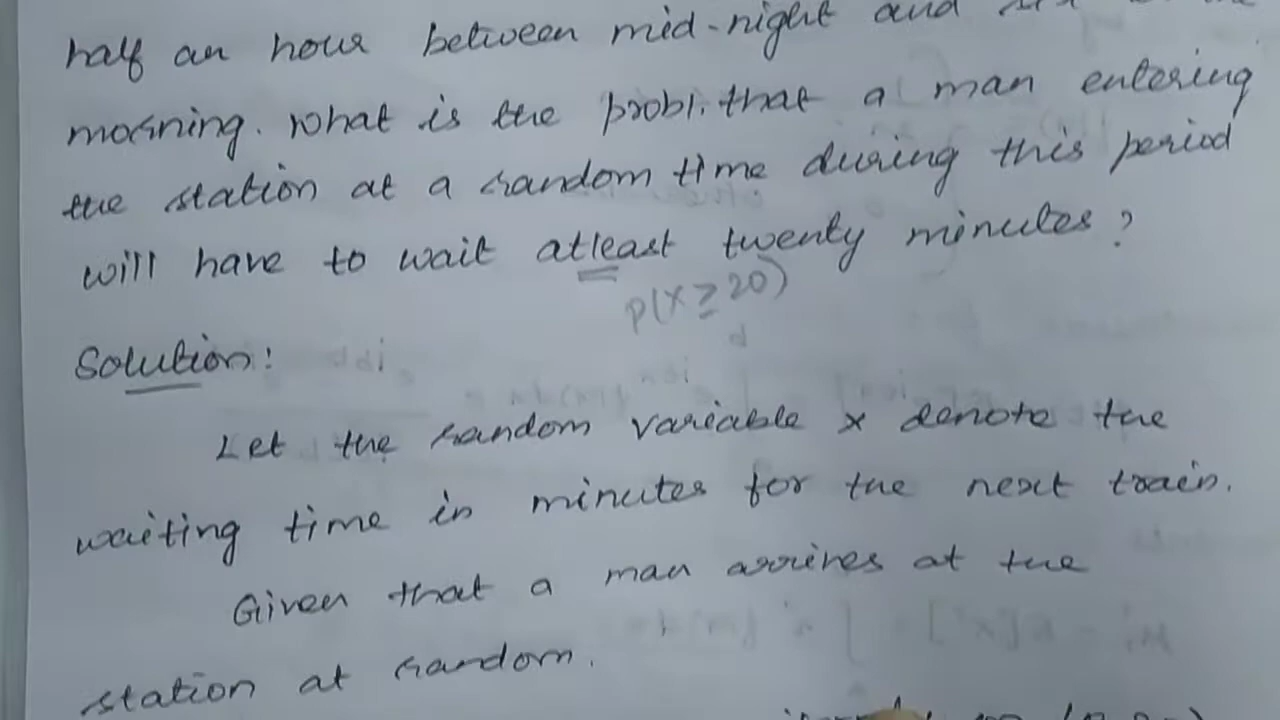 half an hour between mid-night and
morning. What is the probl. that a man entering
the station at a random time during this period
will have to wait atleast twenty minutes?
P(X ≥ 20)
Solution:
Let the random variable x denote the
waiting time in minutes for the next train.
Given that a man arrives at the
station at random.